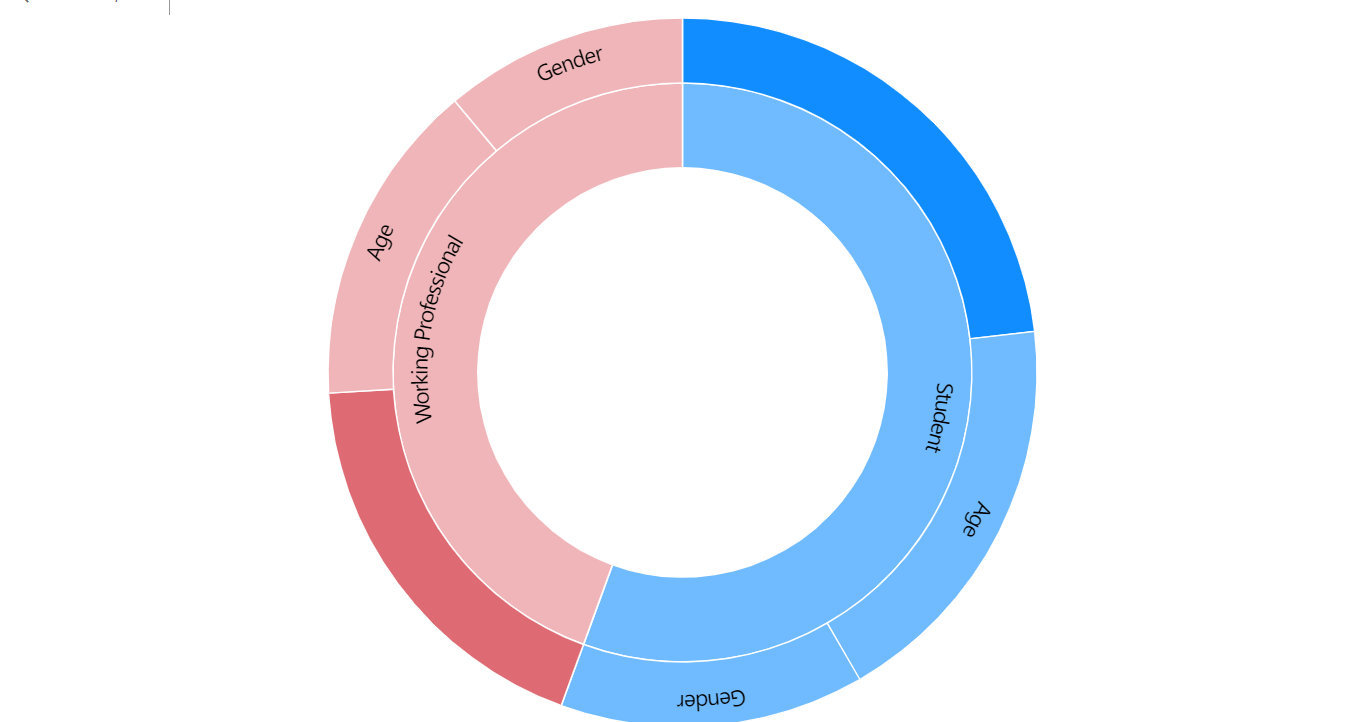 Gender
Age
Working Professional
Student
Age
Gender